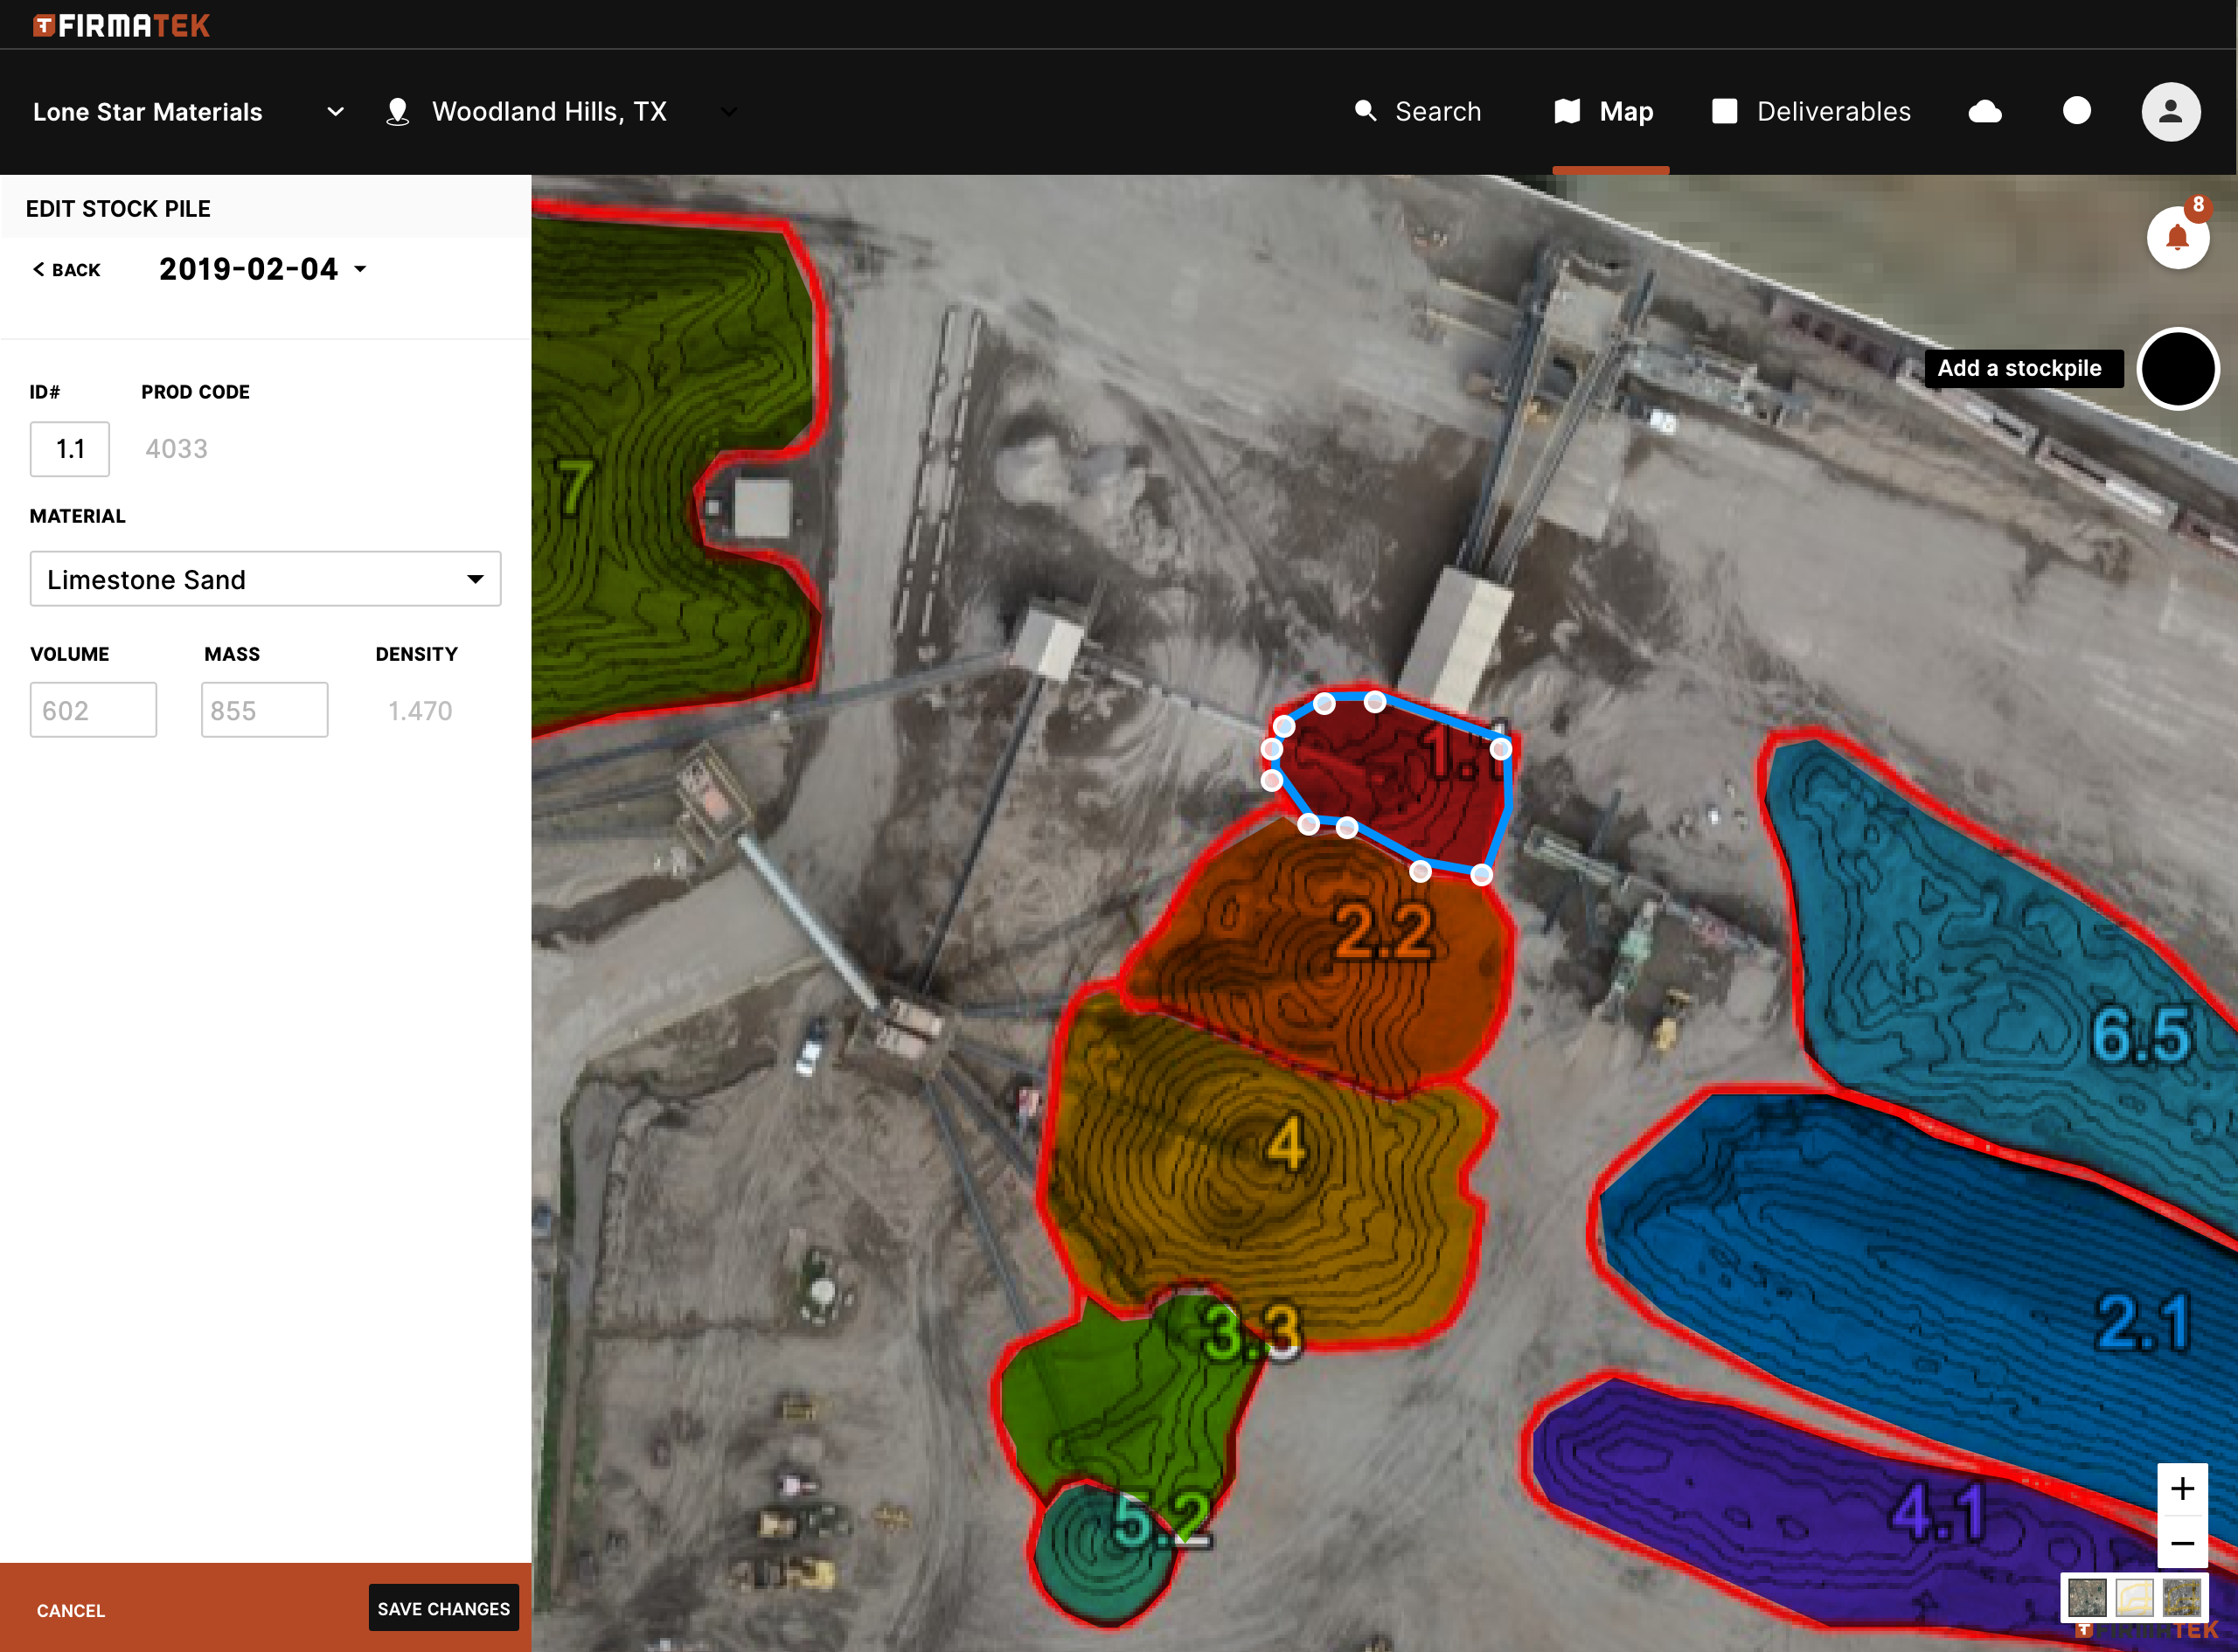 FIRMATEK
Lone Star Materials
Woodland Hills, TX
Search
Map
Deliverables
EDIT STOCK PILE
BACK
2019-02-04
8
Add a stockpile
ID#
PROD CODE
1.1
4033
MATERIAL
Limestone Sand
VOLUME
MASS
DENSITY
602
855
1.470
7
1.1
2.2
6.5
4
3.3
2.1
5.2
4.1
CANCEL
SAVE CHANGES
FIRMATEK